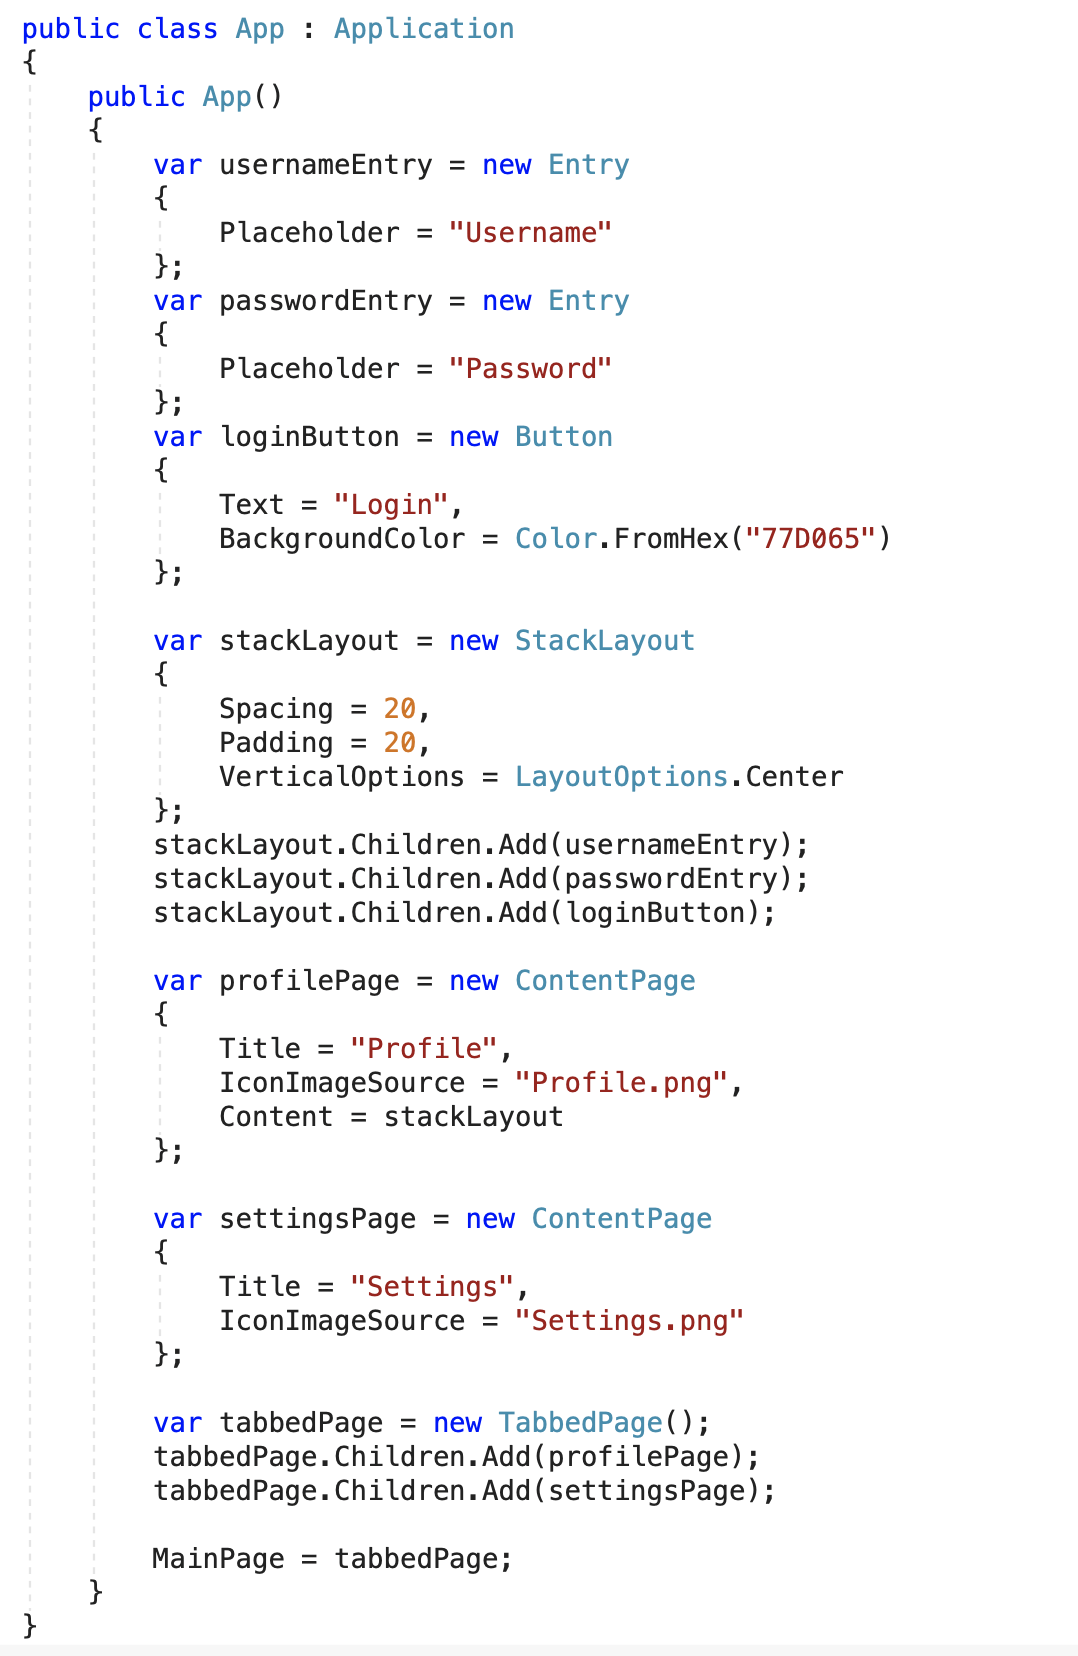 public class App : Application
{
    public App()
    {
        var usernameEntry = new Entry
        {
            Placeholder = "Username"
        };
        var passwordEntry = new Entry
        {
            Placeholder = "Password"
        };
        var loginButton = new Button
        {
            Text = "Login",
            BackgroundColor = Color.FromHex("77D065")
        };

        var stackLayout = new StackLayout
        {
            Spacing = 20,
            Padding = 20,
            VerticalOptions = LayoutOptions.Center
        };
        stackLayout.Children.Add(usernameEntry);
        stackLayout.Children.Add(passwordEntry);
        stackLayout.Children.Add(loginButton);

        var profilePage = new ContentPage
        {
            Title = "Profile",
            IconImageSource = "Profile.png",
            Content = stackLayout
        };

        var settingsPage = new ContentPage
        {
            Title = "Settings",
            IconImageSource = "Settings.png"
        };

        var tabbedPage = new TabbedPage();
        tabbedPage.Children.Add(profilePage);
        tabbedPage.Children.Add(settingsPage);

        MainPage = tabbedPage;
    }
}